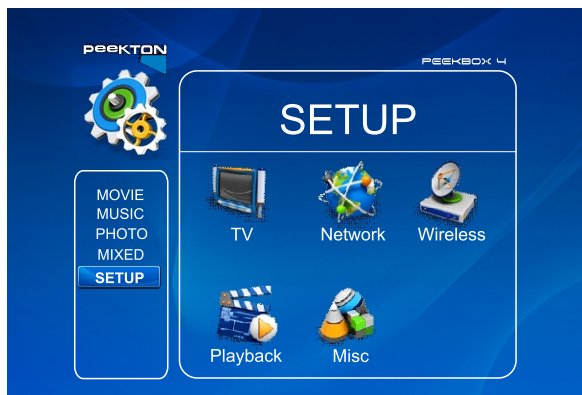 PeeKTON
PEEKBOX 4
SETUP
MOVIE
MUSIC
PHOTO
MIXED
SETUP
TV
Network
Wireless
Playback
Misc